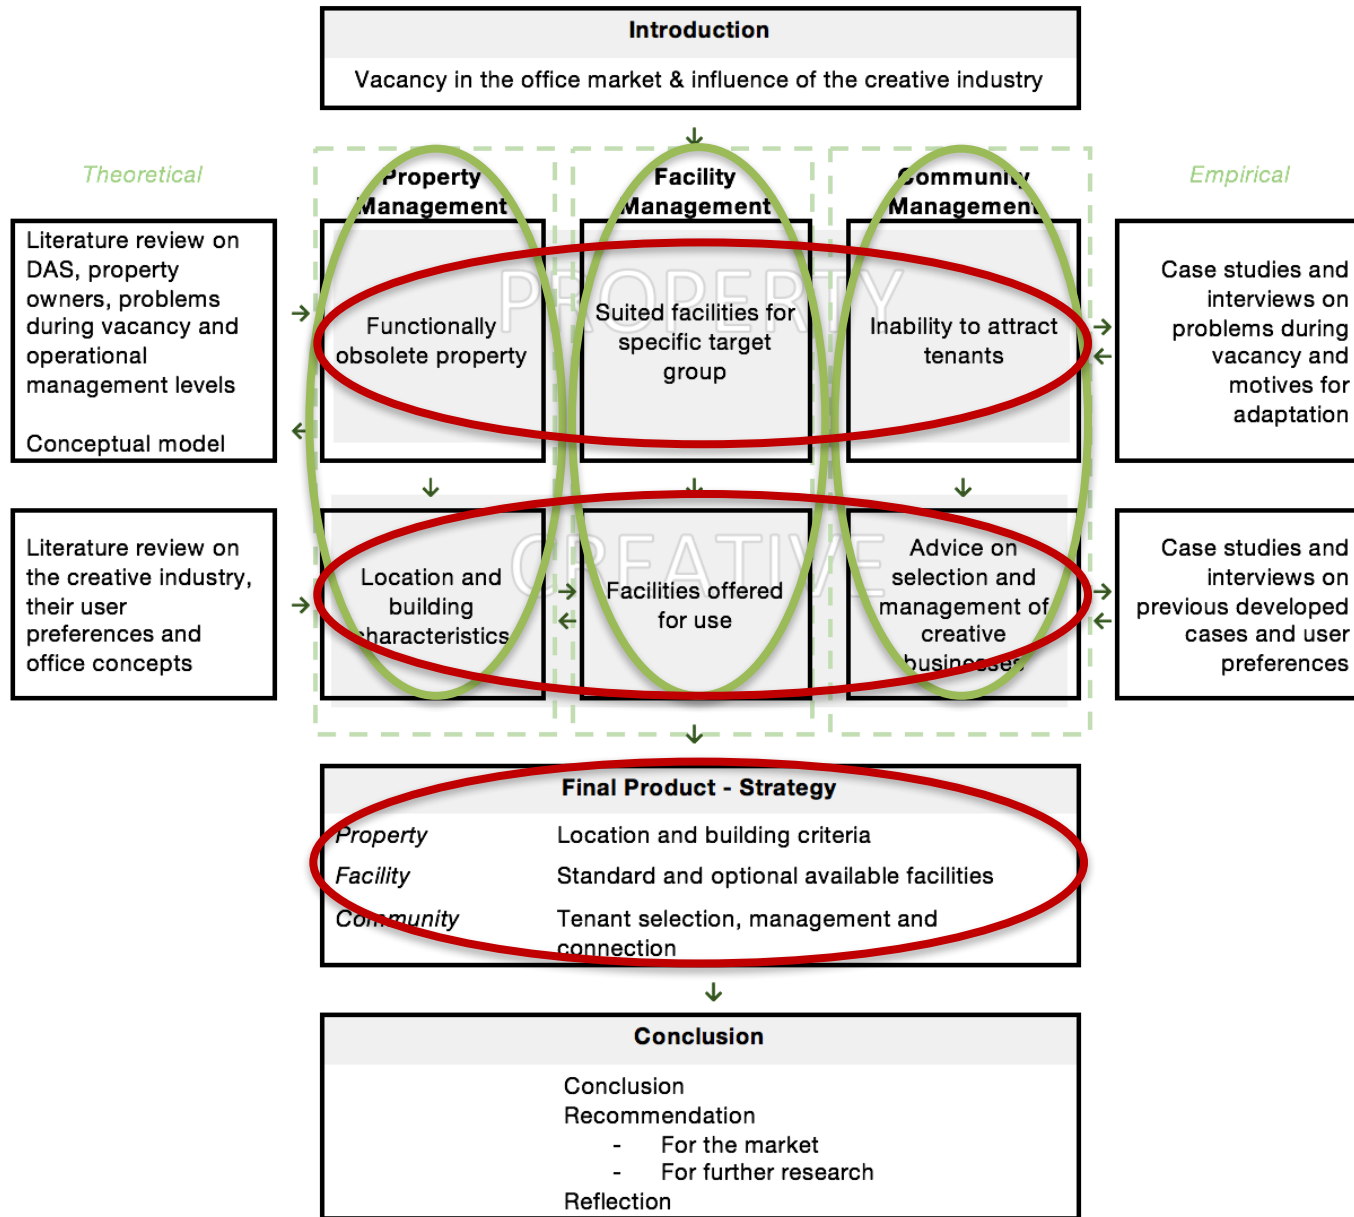 Introduction
Vacancy in the office market & influence of the creative industry
Theoretical
Property
Management
Facility
Management
Community
Management
Empirical
Literature review on
DAS, property
owners, problems
during vacancy and
operational
management levels
Conceptual model
PROPERTY
Functionally
obsolete property
Suited facilities for
specific target
group
Inability to attract
tenants
Case studies and
interviews on
problems during
vacancy and
motives for
adaptation
Literature review on
the creative industry,
their user
preferences and
office concepts
CREATIVE
Location and
building
characteristics
Facilities offered
for use
Advice on
selection and
management of
creative
businesses
Case studies and
interviews on
previous developed
cases and user
preferences
Final Product - Strategy
Property Location and building criteria
Facility Standard and optional available facilities
Community Tenant selection, management and
connection
Conclusion
Conclusion
Recommendation
- For the market
- For further research
Reflection